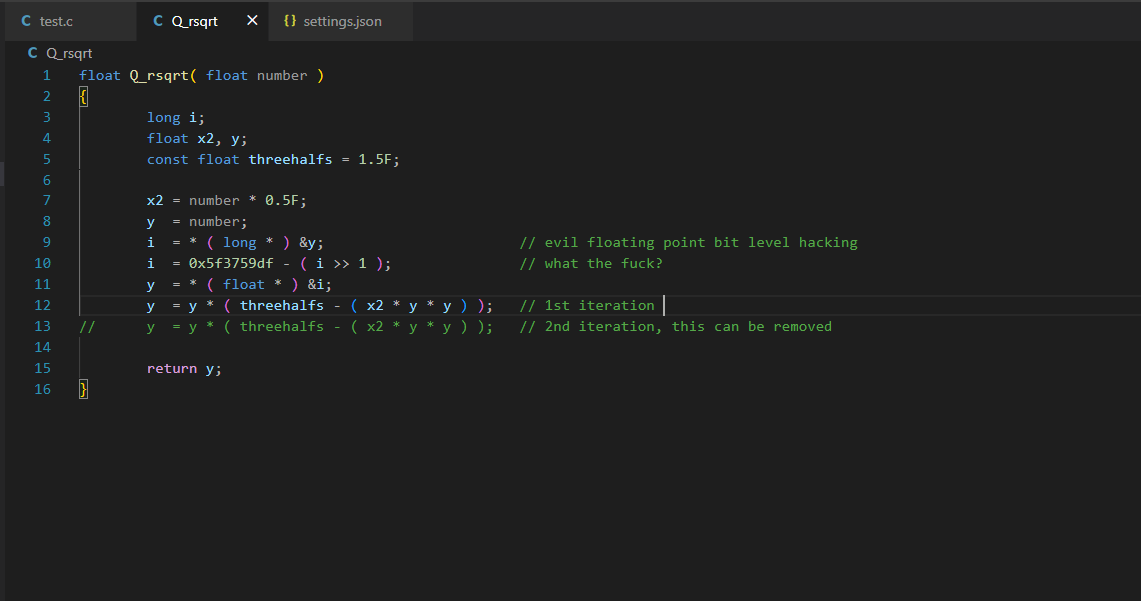 C test.c C Q_rsqrt × {} settings.json
C Q_rsqrt
1 float Q_rsqrt( float number )
2 {
3 long i;
4 float x2, y;
5 const float threehalfs = 1.5F;
6
7 x2 = number * 0.5F;
8 y  = number;
9 i  = * ( long * ) &y; // evil floating point bit level hacking
10 i  = 0x5f3759df - ( i >> 1 ); // what the fuck?
11 y  = * ( float * ) &i;
12 y  = y * ( threehalfs - ( x2 * y * y ) ); // 1st iteration
13 // y  = y * ( threehalfs - ( x2 * y * y ) ); // 2nd iteration, this can be removed
14
15 return y;
16 }